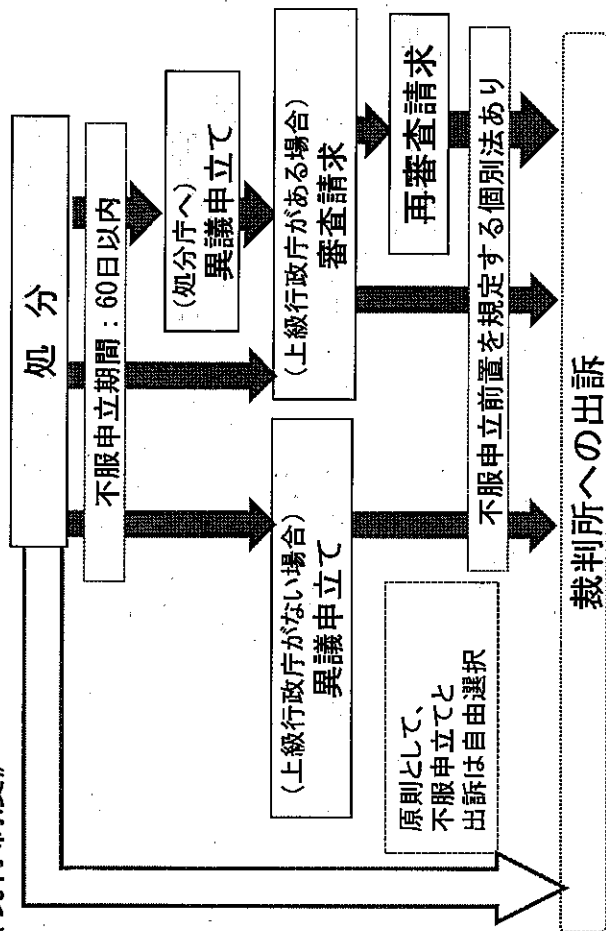 処分
不服申立期間：60日以内
(処分庁へ)
異議申立て
(上級行政庁がない場合)
異議申立て
(上級行政庁がある場合)
審査請求
再審査請求
原則として、
不服申立てと
出訴は自由選択
不服申立前置を規定する個別法あり
裁判所への出訴